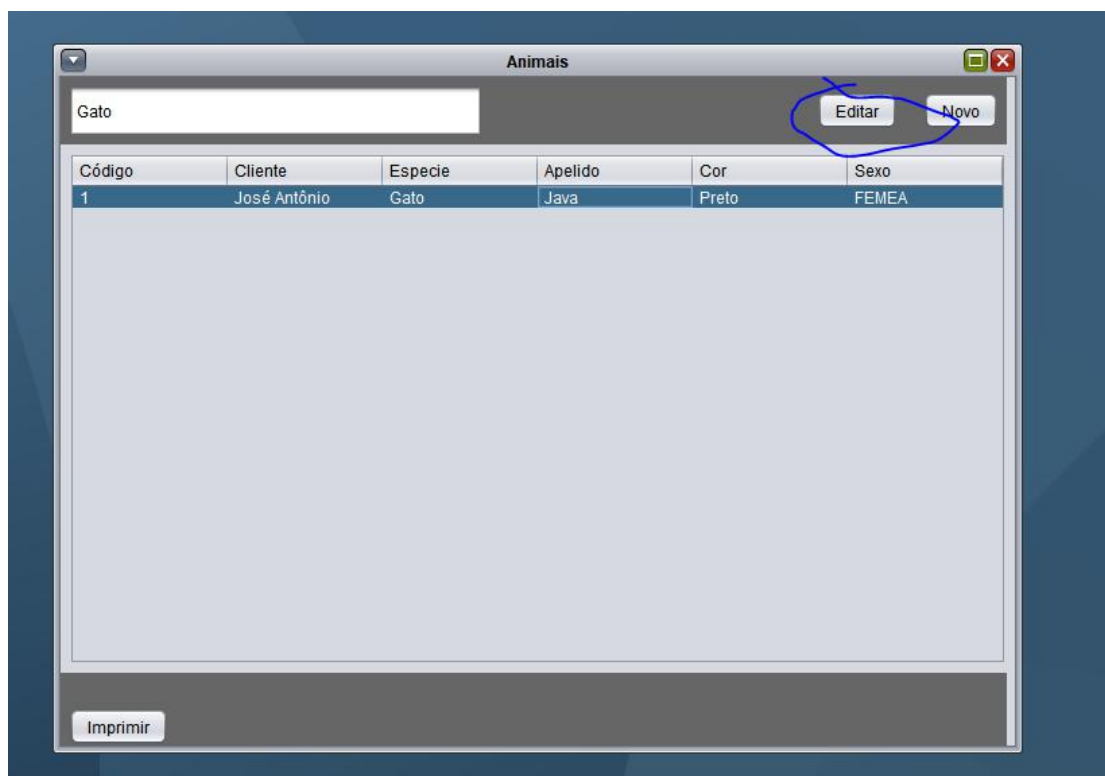 Animais
Gato
Editar
Novo
Código Cliente Especie Apelido Cor Sexo
1 José Antônio Gato Java Preto FEMEA
Imprimir